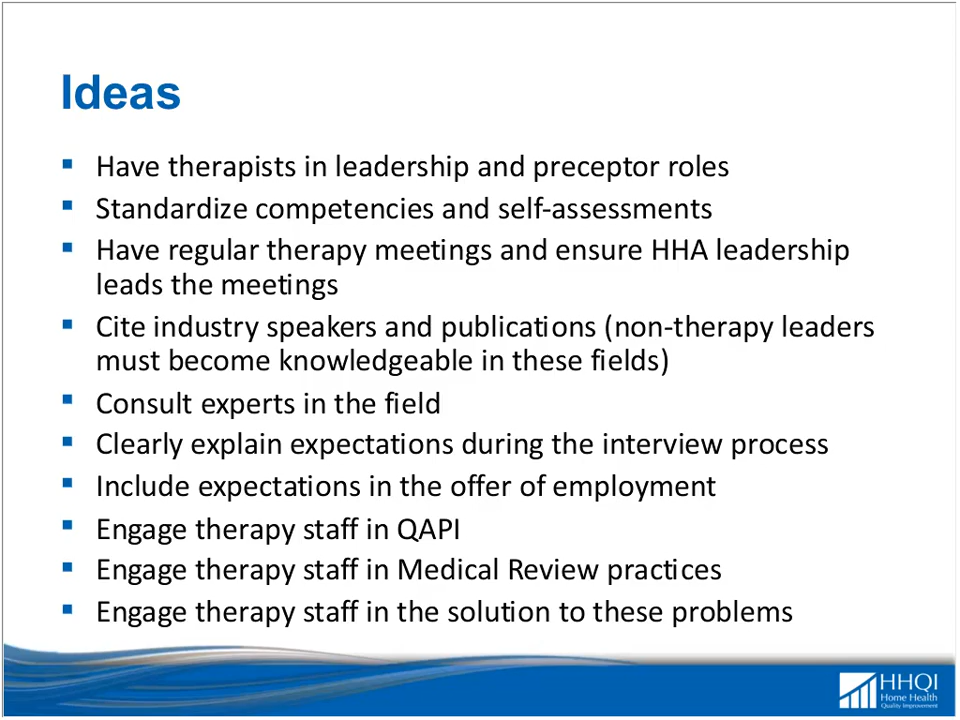 Ideas
Have therapists in leadership and preceptor roles
Standardize competencies and self-assessments
Have regular therapy meetings and ensure HHA leadership
leads the meetings
Cite industry speakers and publications (non-therapy leaders
must become knowledgeable in these fields)
Consult experts in the field
Clearly explain expectations during the interview process
Include expectations in the offer of employment
Engage therapy staff in QAPI
Engage therapy staff in Medical Review practices
Engage therapy staff in the solution to these problems
HHQI
Home Health
Quality Improvement